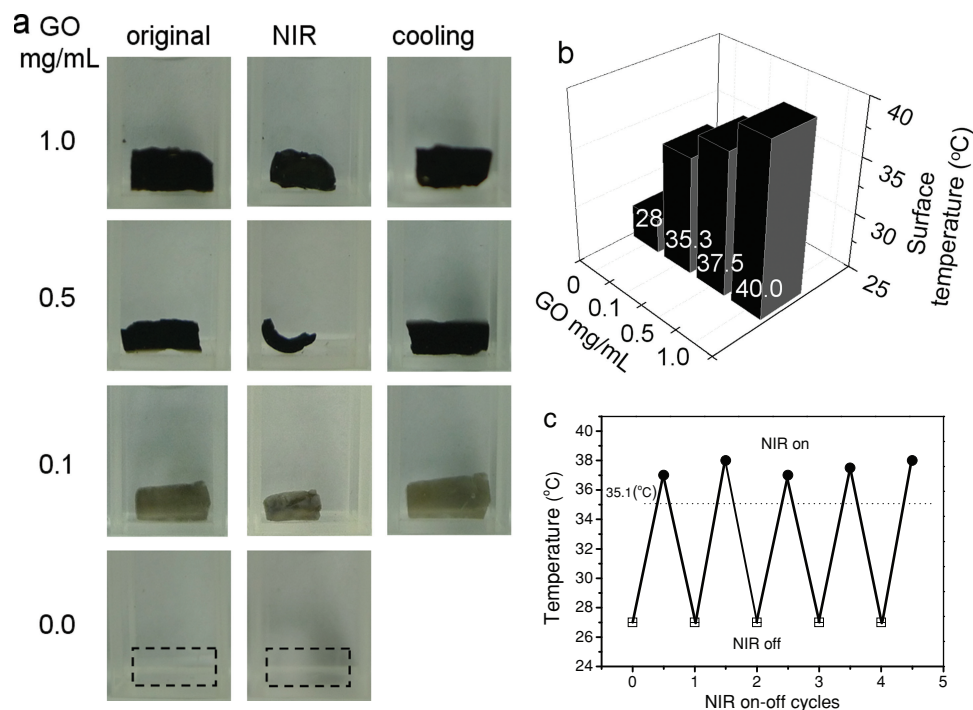 a GO
mg/mL
original NIR cooling
1.0
0.5
0.1
0.0
b
40
35
30
25
Surface
temperature (°C)
28
35.3
37.5
40.0
0
0.1
0.5
1.0
GO mg/mL
c
40
38
36
34
32
30
28
26
24
Temperature (°C)
NIR on
35.1(°C)
NIR off
0 1 2 3 4 5
NIR on-off cycles